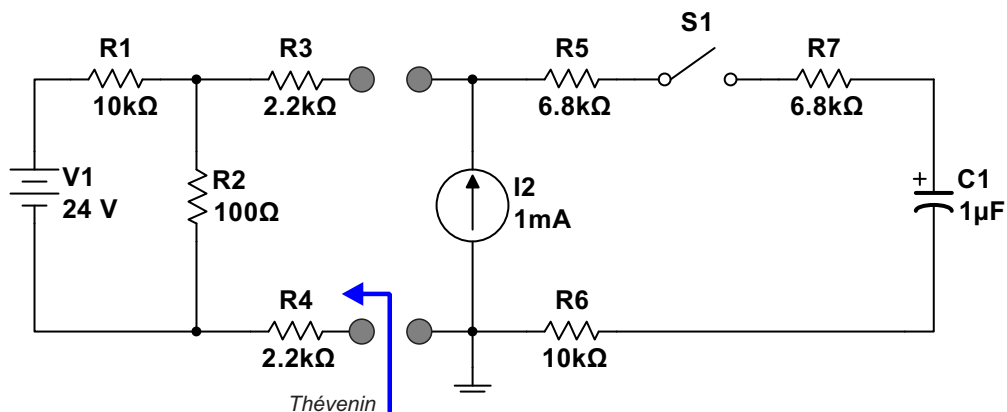 S1
R1
R3
R5
R7
10kΩ
2.2kΩ
6.8kΩ
6.8kΩ
V1
24 V
R2
100Ω
I2
1mA
+
C1
1µF
R4
2.2kΩ
R6
10kΩ
Thévenin